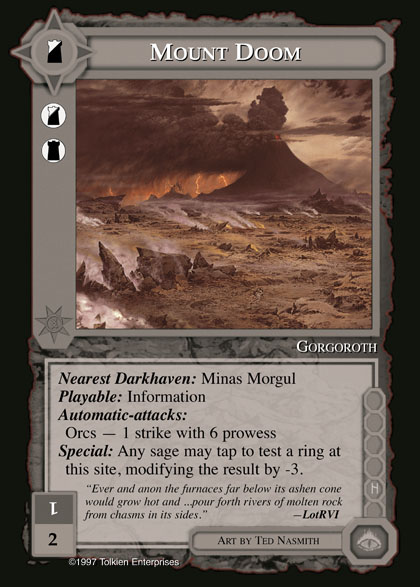 MOUNT DOOM
GORGOROTH
Nearest Darkhaven: Minas Morgul
Playable: Information
Automatic-attacks:
Orcs — 1 strike with 6 prowess
Special: Any sage may tap to test a ring at
this site, modifying the result by -3.
"Ever and anon the furnaces far below its ashen cone
would grow hot and ...pour forth rivers of molten rock
from chasms in its sides." –LotRVI
H
1
2
ART BY TED NASMITH
©1997 Tolkien Enterprises